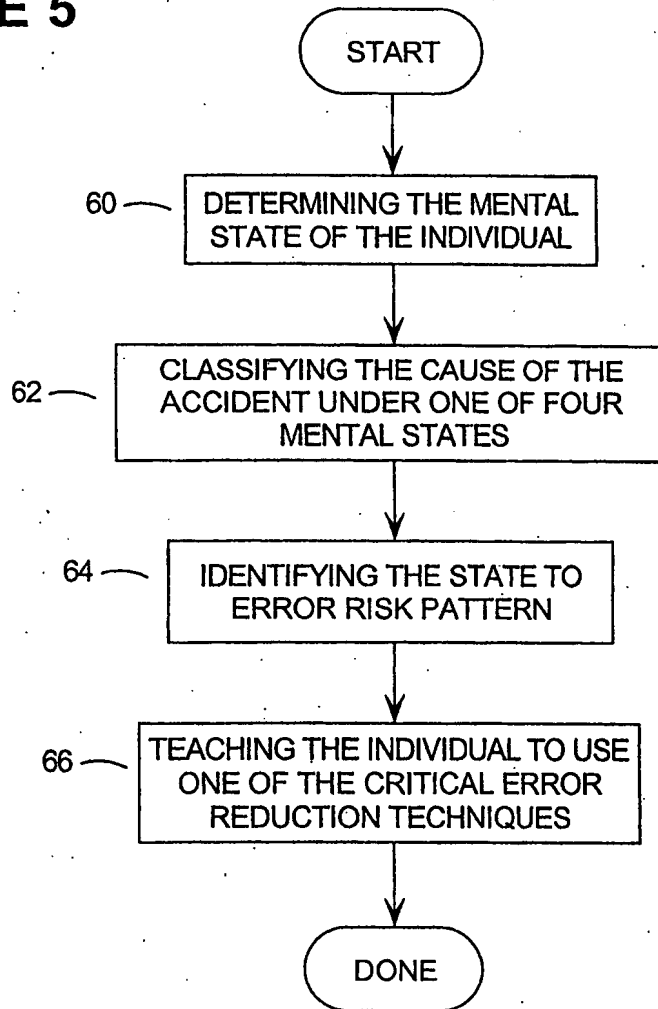 E 5
START
60
DETERMINING THE MENTAL
STATE OF THE INDIVIDUAL
62
CLASSIFYING THE CAUSE OF THE
ACCIDENT UNDER ONE OF FOUR
MENTAL STATES
64
IDENTIFYING THE STATE TO
ERROR RISK PATTERN
66
TEACHING THE INDIVIDUAL TO USE
ONE OF THE CRITICAL ERROR
REDUCTION TECHNIQUES
DONE